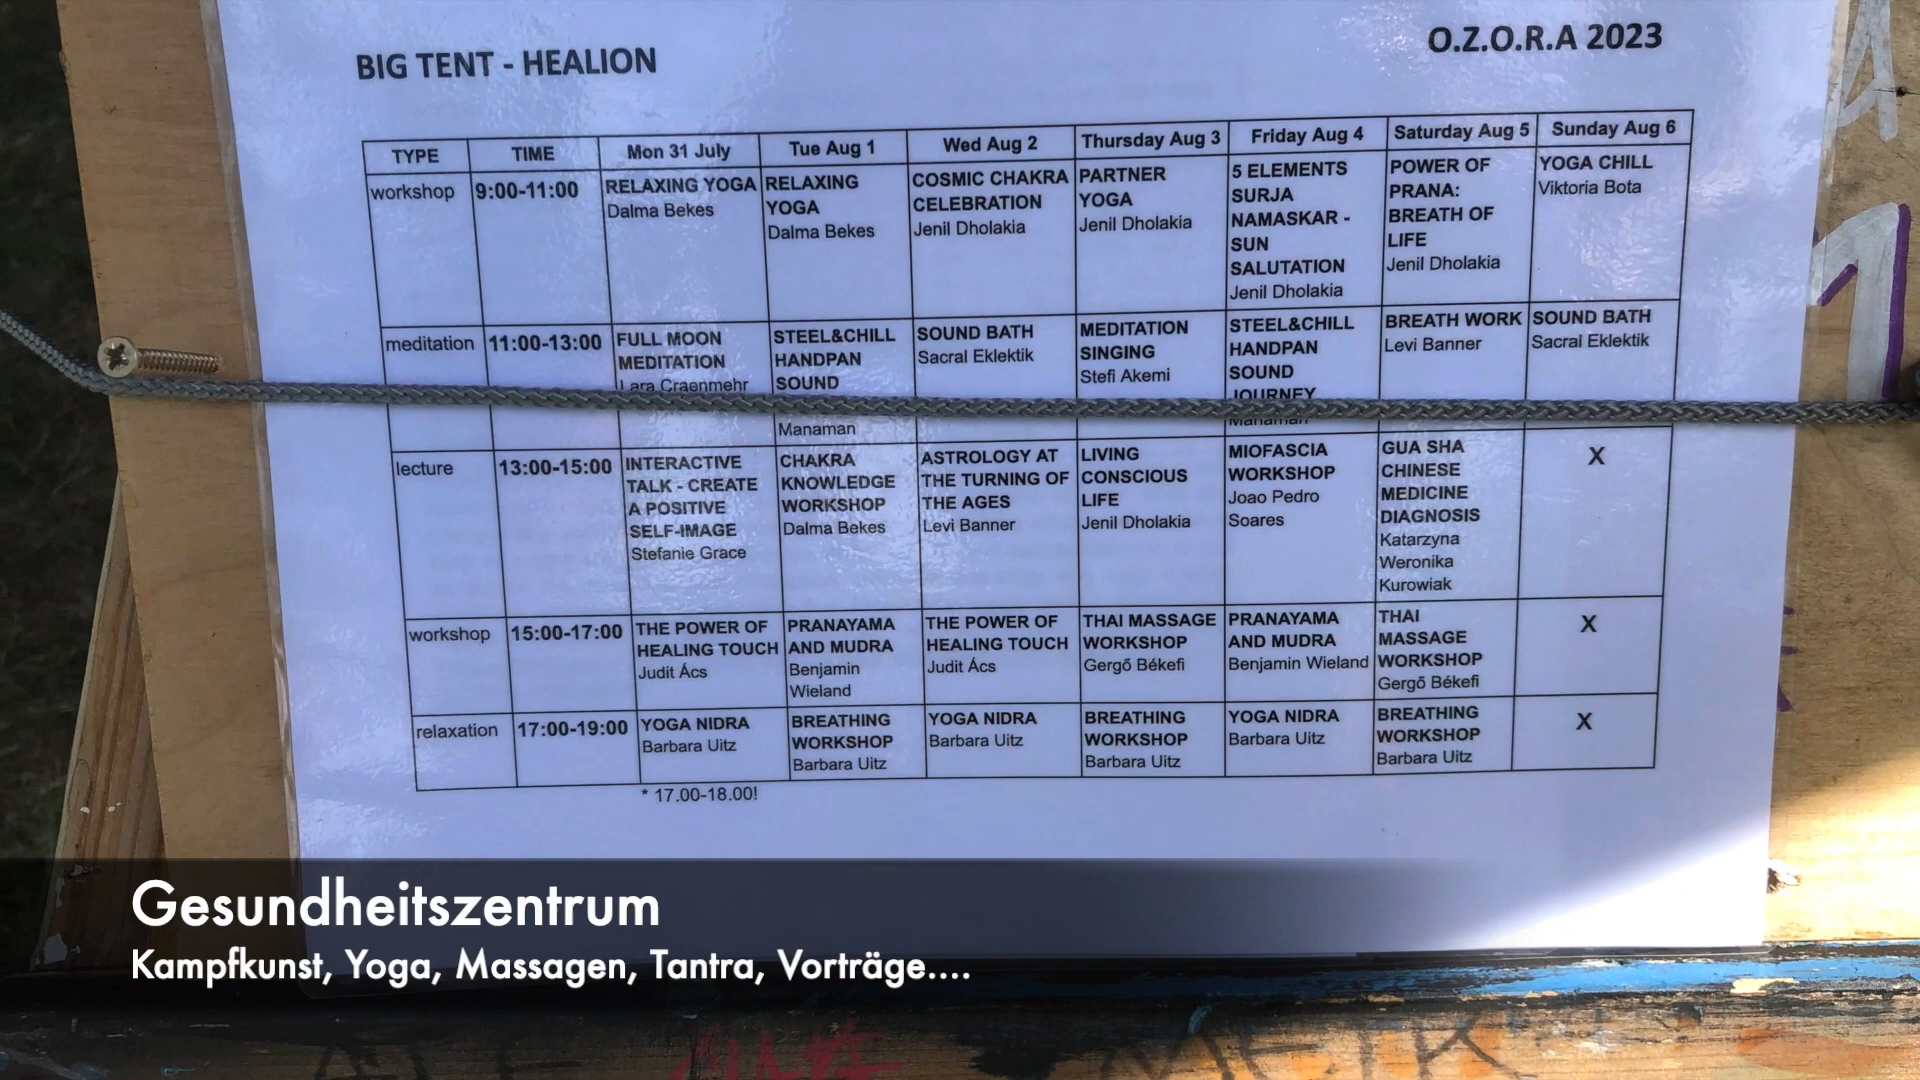 BIG TENT - HEALION
O.Z.O.R.A 2023
TYPE TIME Mon 31 July Tue Aug 1 Wed Aug 2 Thursday Aug 3 Friday Aug 4 Saturday Aug 5 Sunday Aug 6
workshop
9:00-11:00
RELAXING YOGA
Dalma Bekes
RELAXING
YOGA
Dalma Bekes
COSMIC CHAKRA
CELEBRATION
Jenil Dholakia
PARTNER
YOGA
Jenil Dholakia
5 ELEMENTS
SURJA
NAMASKAR -
SUN
SALUTATION
Jenil Dholakia
POWER OF
PRANA:
BREATH OF
LIFE
Jenil Dholakia
YOGA CHILL
Viktoria Bota
meditation
11:00-13:00
FULL MOON
MEDITATION
Lara Craenmehr
STEEL&CHILL
HANDPAN
SOUND
Manaman
SOUND BATH
Sacral Eklektik
MEDITATION
SINGING
Stefi Akemi
STEEL&CHILL
HANDPAN
SOUND
JOURNEY
Manaman
BREATH WORK
Levi Banner
SOUND BATH
Sacral Eklektik
lecture
13:00-15:00
INTERACTIVE
TALK - CREATE
A POSITIVE
SELF-IMAGE
Stefanie Grace
CHAKRA
KNOWLEDGE
WORKSHOP
Dalma Bekes
ASTROLOGY AT
THE TURNING OF
THE AGES
Levi Banner
LIVING
CONSCIOUS
LIFE
Jenil Dholakia
MIOFASCIA
WORKSHOP
Joao Pedro
Soares
GUA SHA
CHINESE
MEDICINE
DIAGNOSIS
Katarzyna
Weronika
Kurowiak
X
workshop
15:00-17:00
THE POWER OF
HEALING TOUCH
Judit Ács
PRANAYAMA
AND MUDRA
Benjamin
Wieland
THE POWER OF
HEALING TOUCH
Judit Ács
THAI MASSAGE
WORKSHOP
Gergő Békefi
PRANAYAMA
AND MUDRA
Benjamin Wieland
THAI
MASSAGE
WORKSHOP
Gergő Békefi
X
relaxation
17:00-19:00
YOGA NIDRA
Barbara Uitz
BREATHING
WORKSHOP
Barbara Uitz
YOGA NIDRA
Barbara Uitz
BREATHING
WORKSHOP
Barbara Uitz
YOGA NIDRA
Barbara Uitz
BREATHING
WORKSHOP
Barbara Uitz
X
* 17.00-18.00!
Gesundheitszentrum
Kampfkunst, Yoga, Massagen, Tantra, Vorträge....